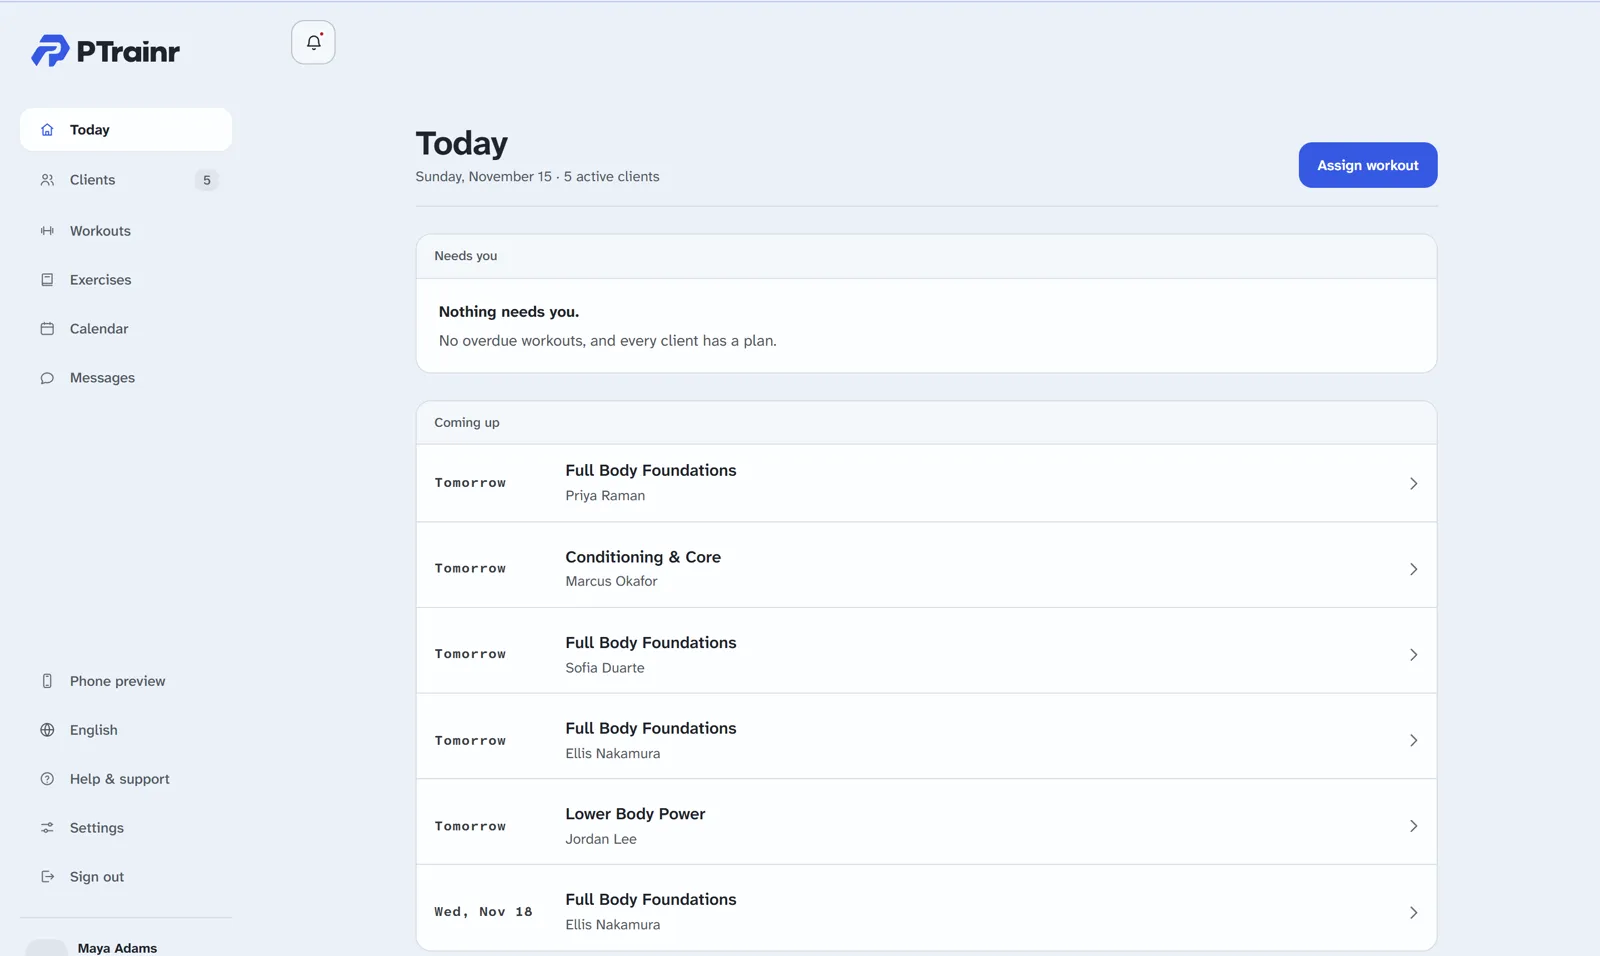 PTrainr
Today
Clients
5
Workouts
Exercises
Calendar
Messages
Phone preview
English
Help & support
Settings
Sign out
Maya Adams
Today
Sunday, November 15 · 5 active clients
Assign workout
Needs you
Nothing needs you.
No overdue workouts, and every client has a plan.
Coming up
Tomorrow
Full Body Foundations
Priya Raman
Tomorrow
Conditioning & Core
Marcus Okafor
Tomorrow
Full Body Foundations
Sofia Duarte
Tomorrow
Full Body Foundations
Ellis Nakamura
Tomorrow
Lower Body Power
Jordan Lee
Wed, Nov 18
Full Body Foundations
Ellis Nakamura